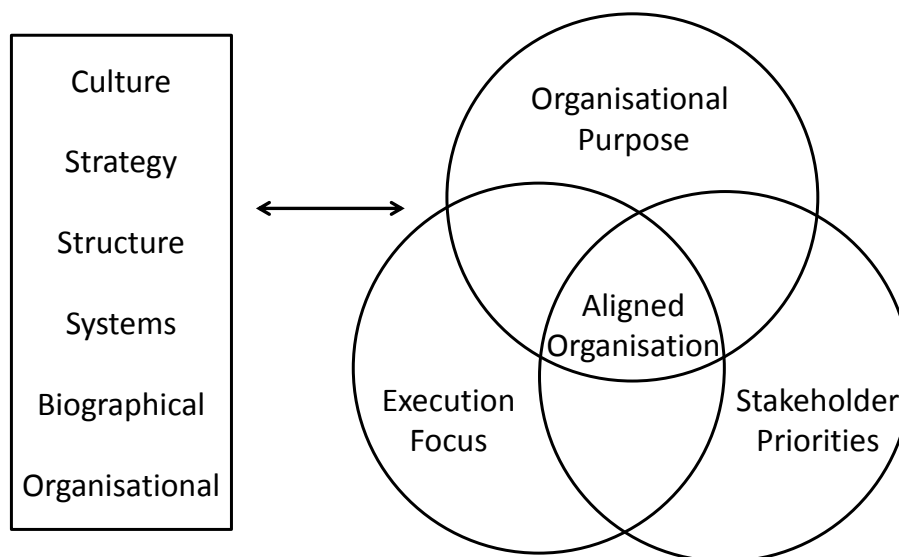 Culture
Strategy
Structure
Systems
Biographical
Organisational
Organisational
Purpose
Aligned
Organisation
Execution
Focus
Stakeholder
Priorities